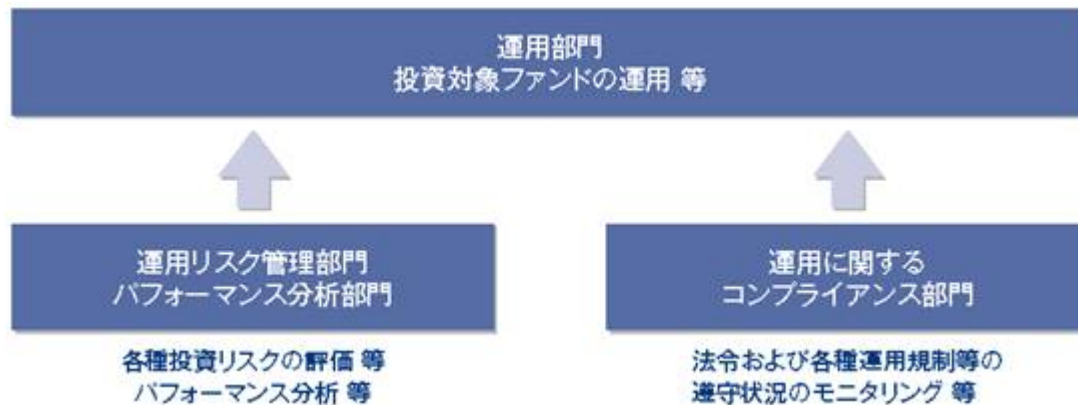 運用部門
投資対象ファンドの運用 等
運用リスク管理部門
パフォーマンス分析部門
運用に関する
コンプライアンス部門
各種投資リスクの評価 等
パフォーマンス分析 等
法令および各種運用規制等の
遵守状況のモニタリング 等